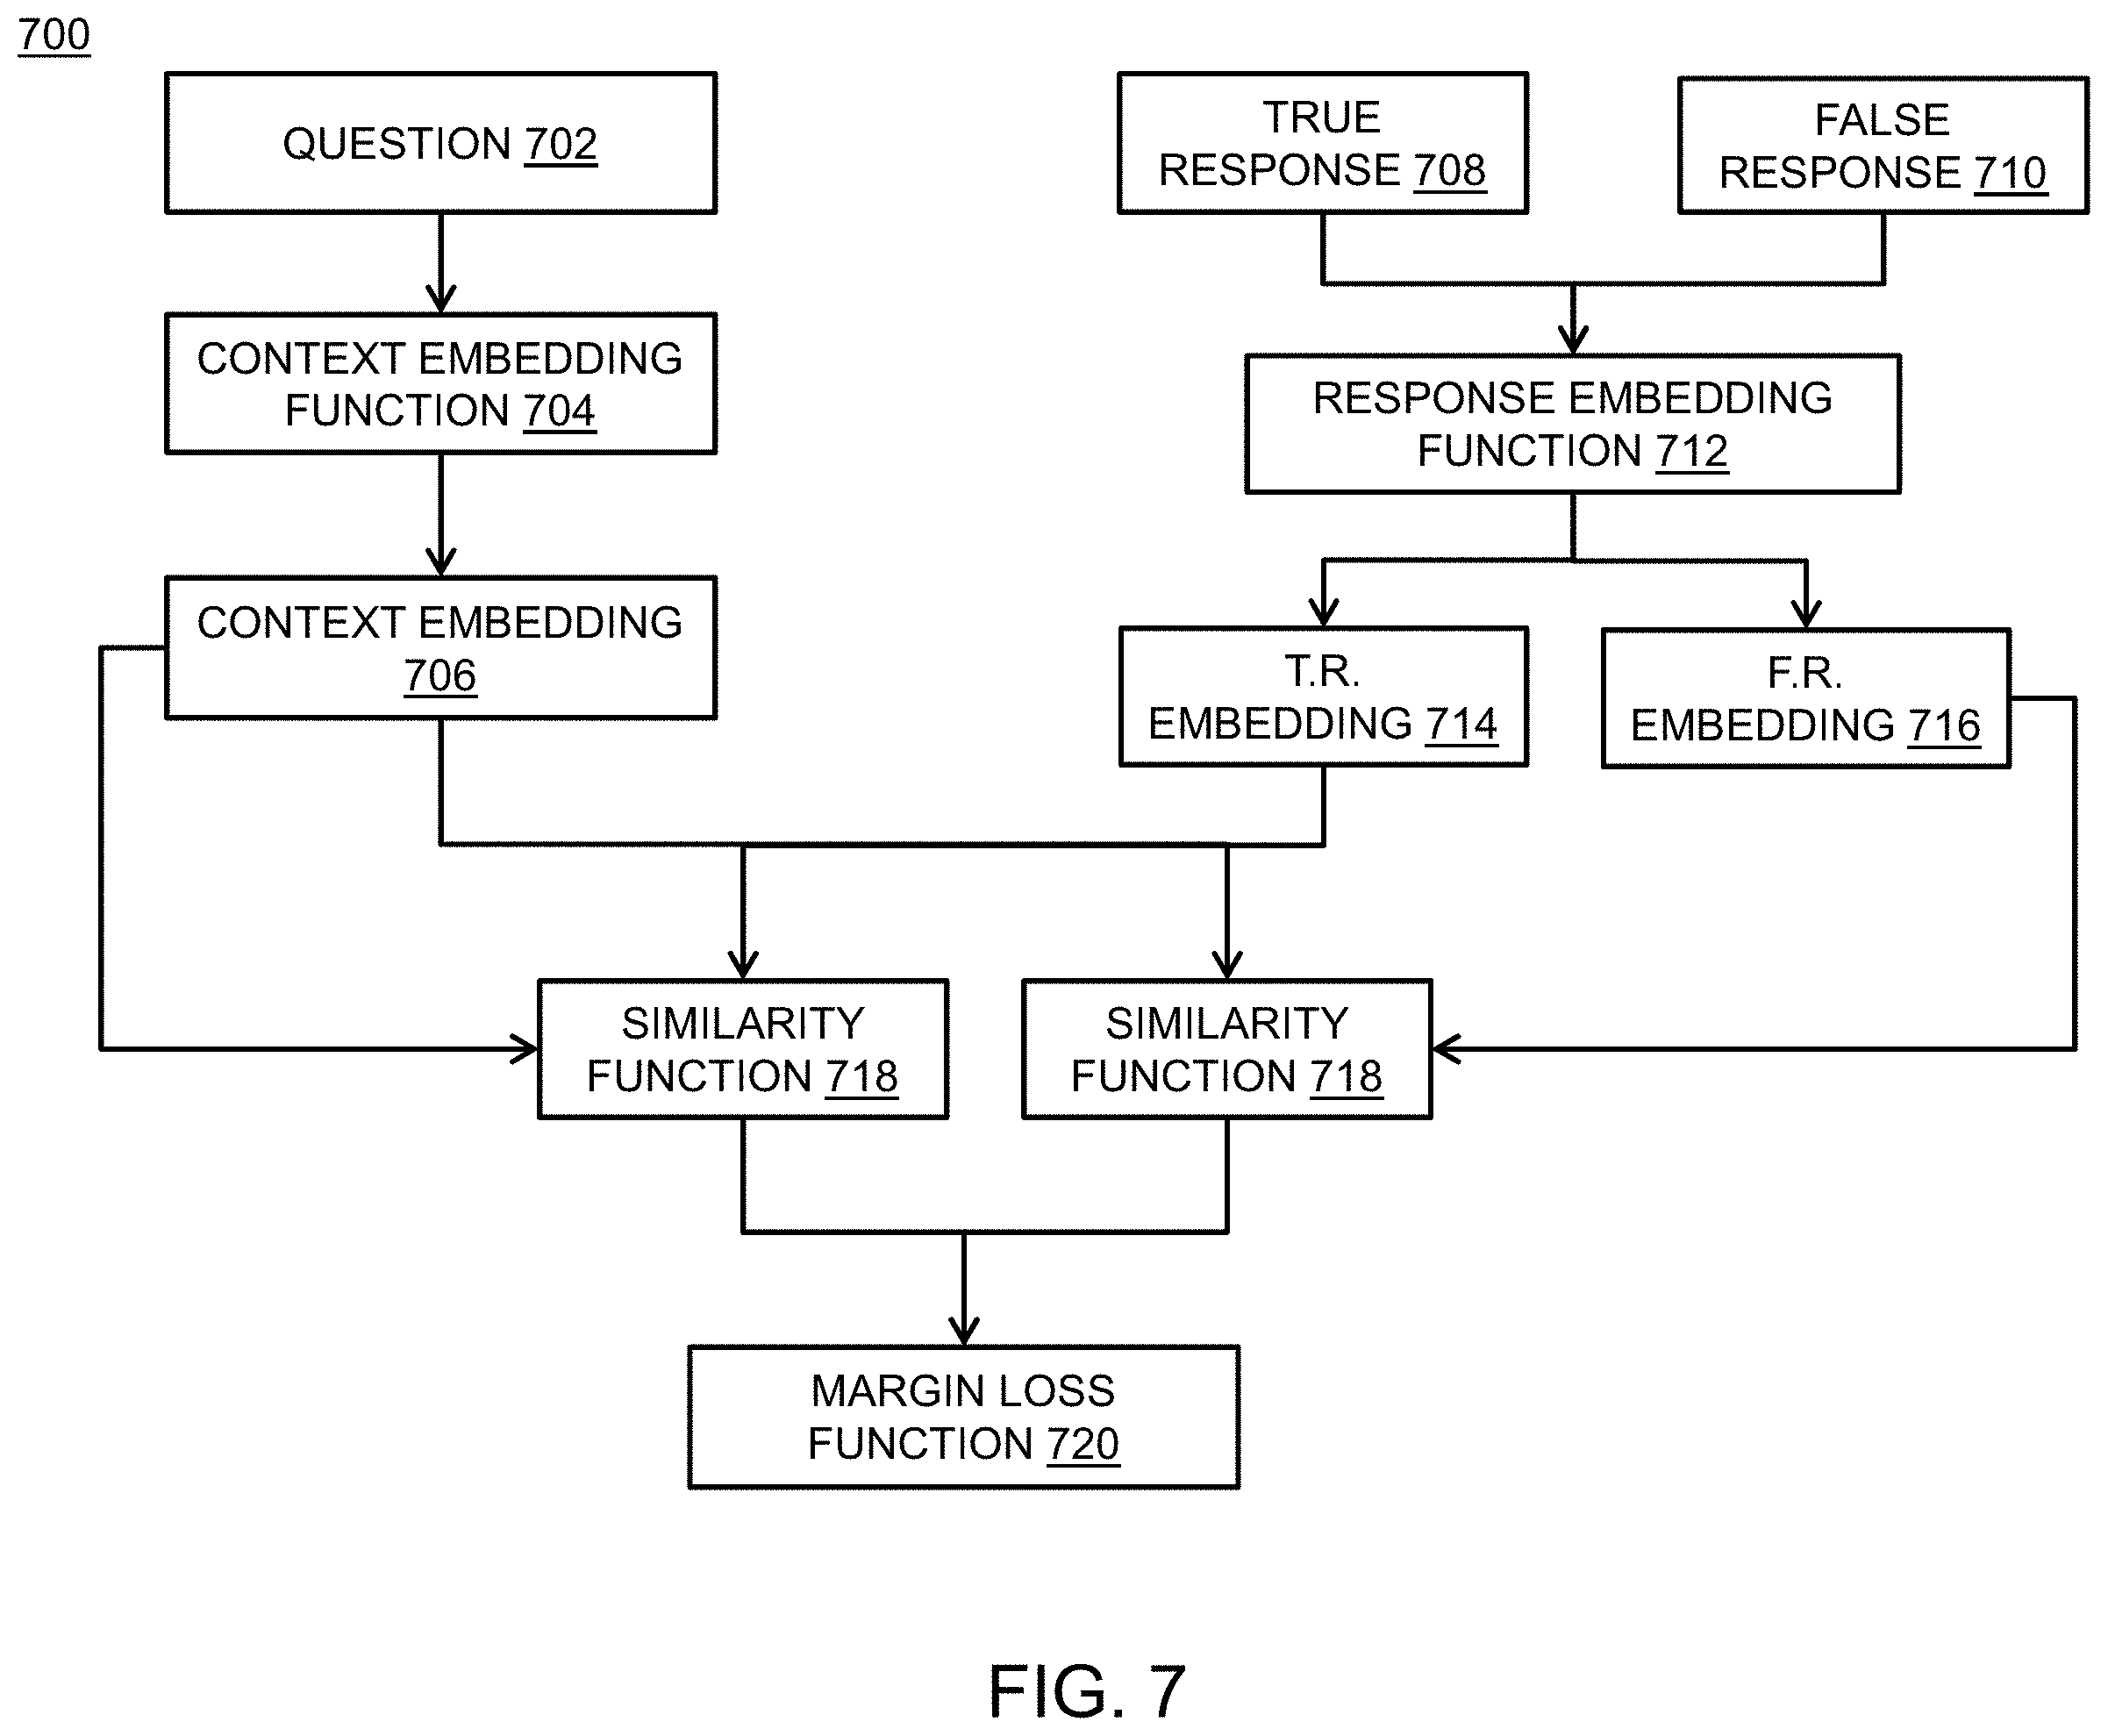 700
QUESTION 702
TRUE
RESPONSE 708
FALSE
RESPONSE 710
CONTEXT EMBEDDING
FUNCTION 704
RESPONSE EMBEDDING
FUNCTION 712
CONTEXT EMBEDDING
706
T.R.
EMBEDDING 714
F.R.
EMBEDDING 716
SIMILARITY
FUNCTION 718
SIMILARITY
FUNCTION 718
MARGIN LOSS
FUNCTION 720
FIG. 7